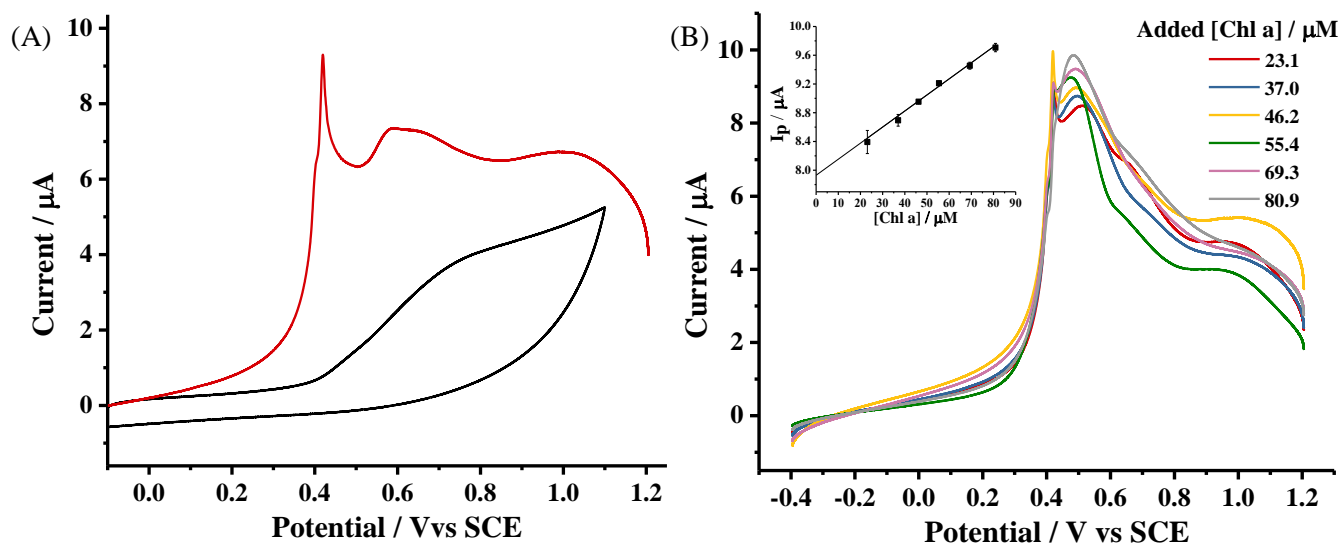 (A)
10
8
6
4
2
0
Current / μA
0.0 0.2 0.4 0.6 0.8 1.0 1.2
Potential / Vvs SCE
(B)
10
8
6
4
2
0
Current / μA
-0.4 -0.2 0.0 0.2 0.4 0.6 0.8 1.0 1.2
Potential / V vs SCE
10.0
9.6
9.2
8.8
8.4
8.0
Ip / μA
0 10 20 30 40 50 60 70 80 90
[Chl a] / μM
Added [Chl a] / μM
23.1
37.0
46.2
55.4
69.3
80.9